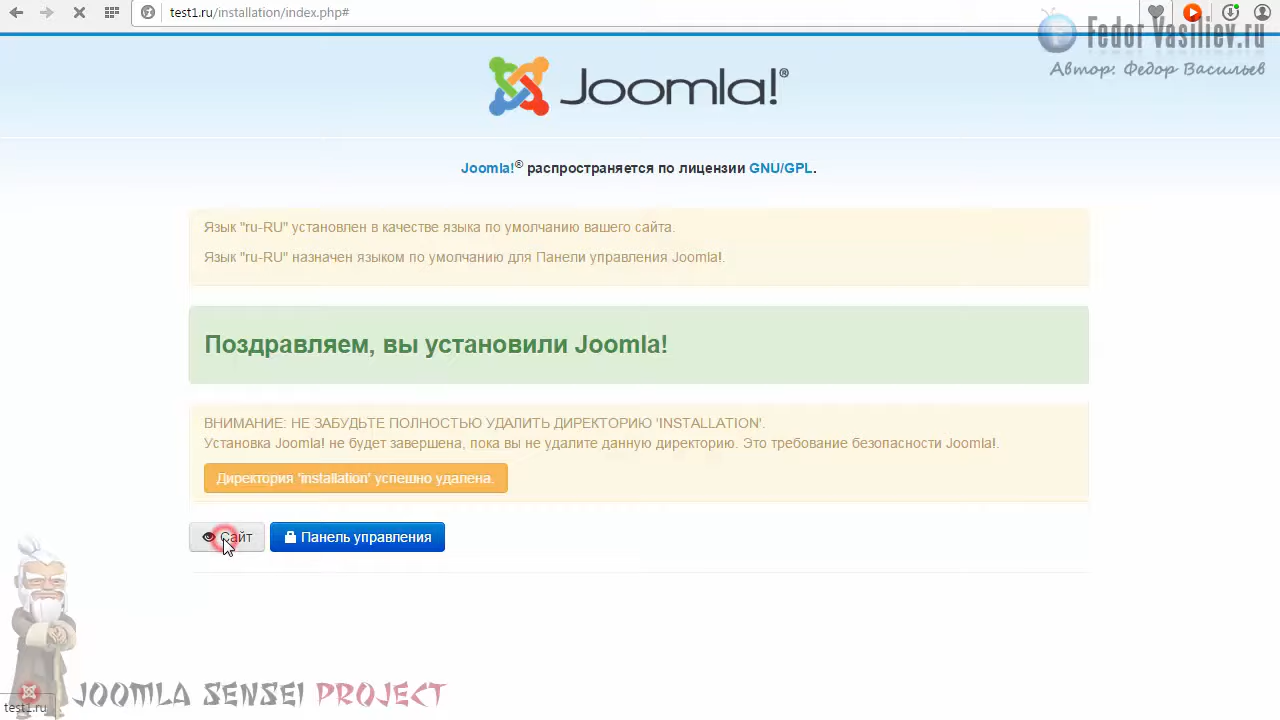 test1.ru/installation/index.php#
Fedor Vasiliev.ru
Автор: Федор Васильев
Joomla!®
Joomla!® распространяется по лицензии GNU/GPL.
Язык "ru-RU" установлен в качестве языка по умолчанию вашего сайта.
Язык "ru-RU" назначен языком по умолчанию для Панели управления Joomla!.
Поздравляем, вы установили Joomla!
ВНИМАНИЕ: НЕ ЗАБУДЬТЕ ПОЛНОСТЬЮ УДАЛИТЬ ДИРЕКТОРИЮ 'INSTALLATION'.
Установка Joomla! не будет завершена, пока вы не удалите данную директорию. Это требование безопасности Joomla!.
Директория 'installation' успешно удалена.
Сайт
Панель управления
JOOMLA SENSEI PROJECT
test1.ru